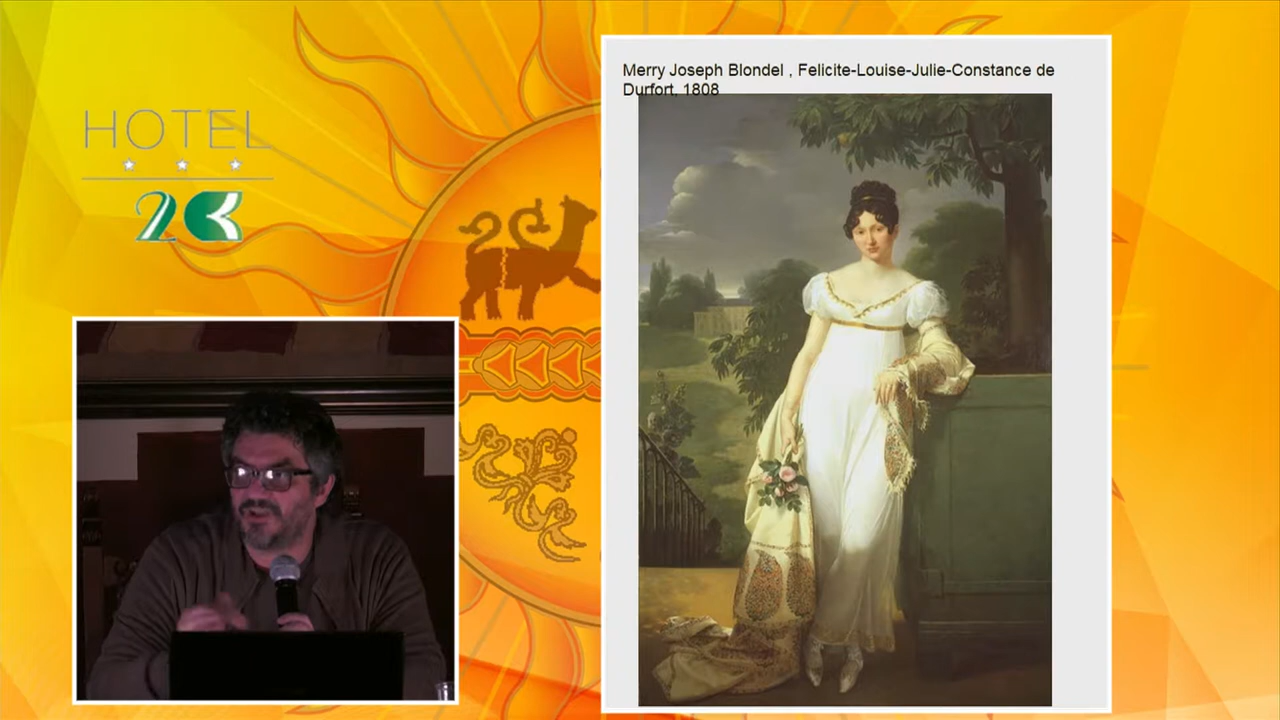 HOTEL
2K
Merry Joseph Blondel , Felicite-Louise-Julie-Constance de
Durfort, 1808